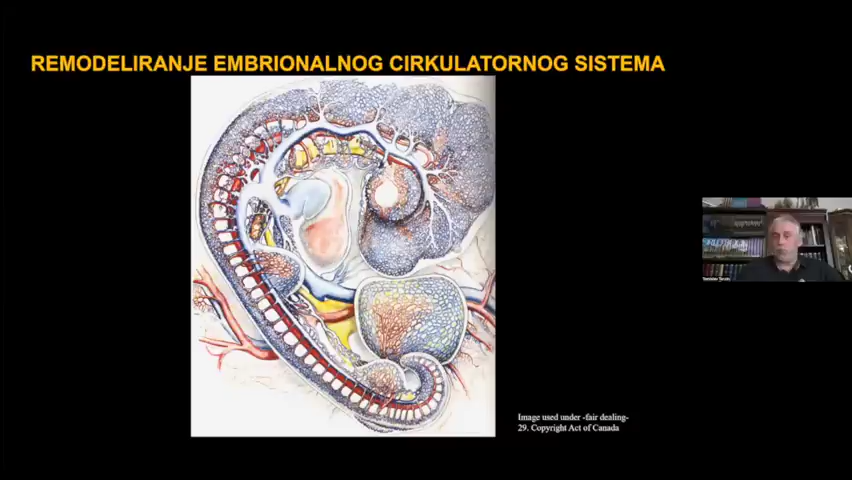 REMODELIRANJE EMBRIONALNOG CIRKULATORNOG SISTEMA
Image used under -fair dealing-
29. Copyright Act of Canada